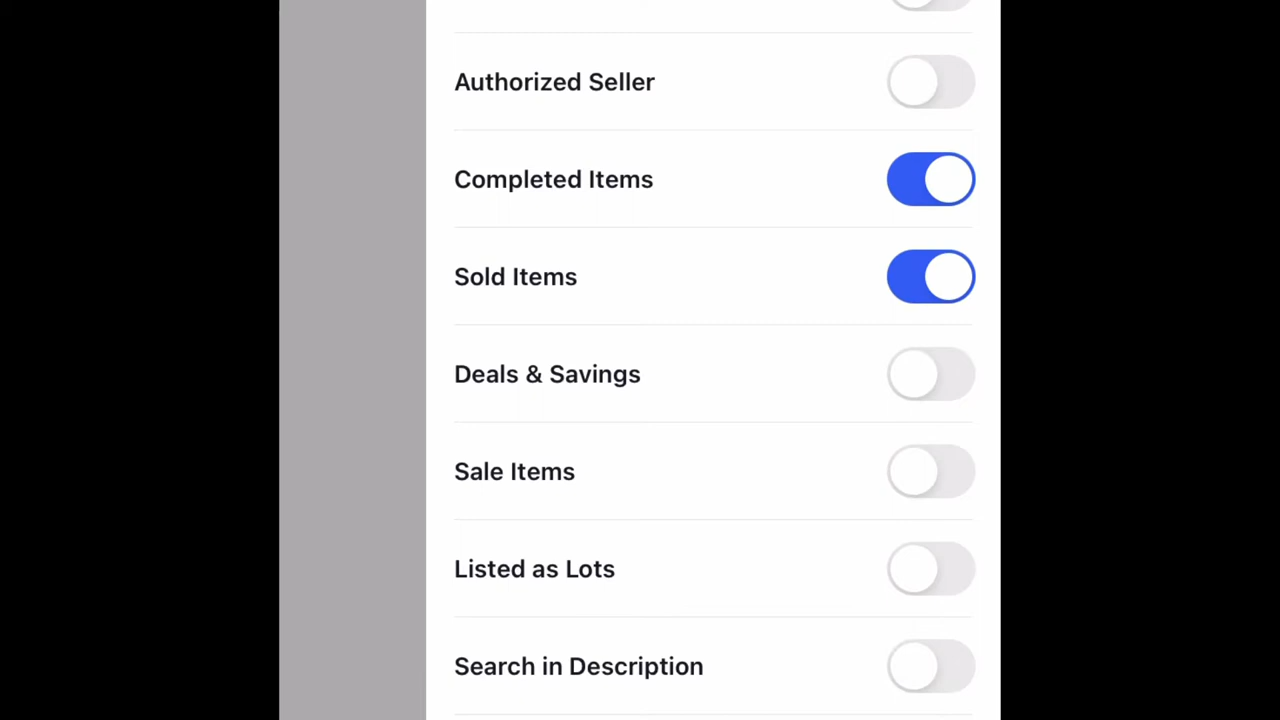 Authorized Seller
Completed Items
Sold Items
Deals & Savings
Sale Items
Listed as Lots
Search in Description